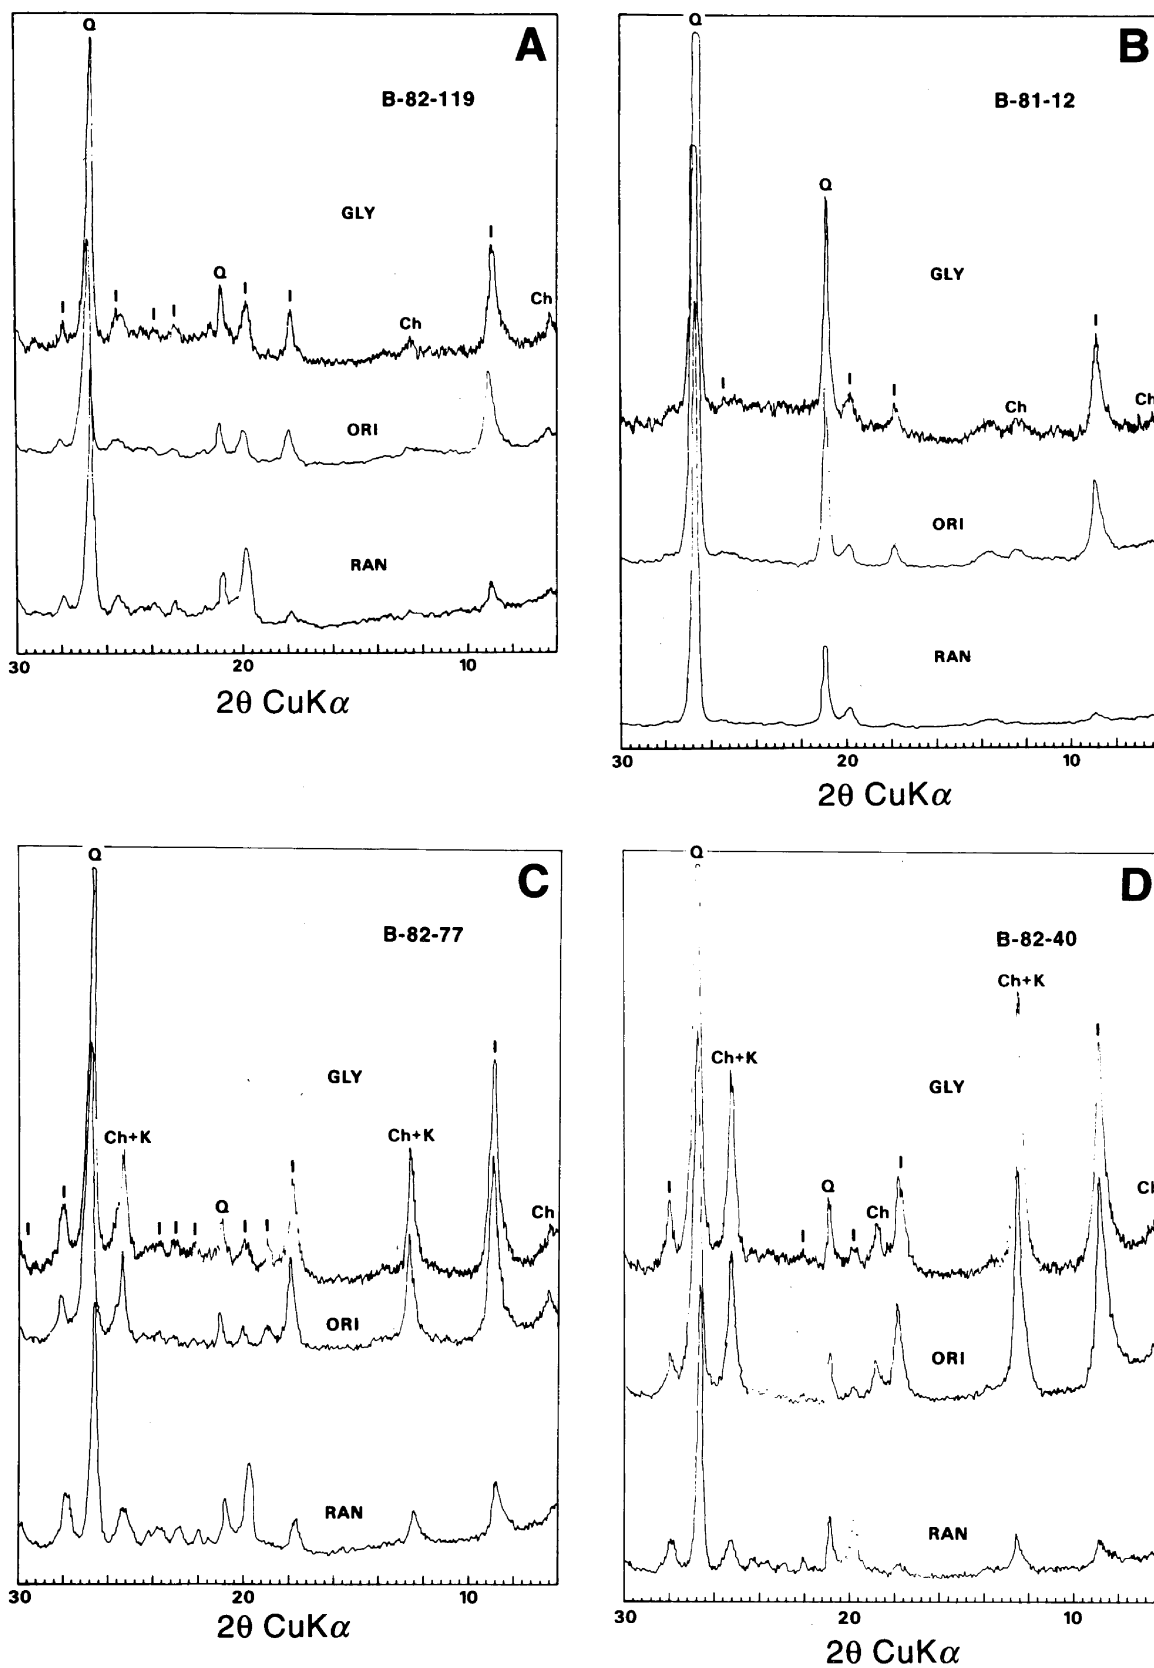 A
B-82-119
Q
GLY
I I I I Q I I Ch I Ch
ORI
RAN
30 20 10
2θ CuKα
B
B-81-12
Q
Q
GLY
I I I Ch I Ch
ORI
RAN
30 20 10
2θ CuKα
C
B-82-77
Q
GLY
I I Ch+K I I I Q I I I Ch+K I Ch
ORI
RAN
30 20 10
2θ CuKα
D
B-82-40
Q
Ch+K
Ch+K
GLY
I I Q I Ch I I Ch
ORI
RAN
30 20 10
2θ CuKα